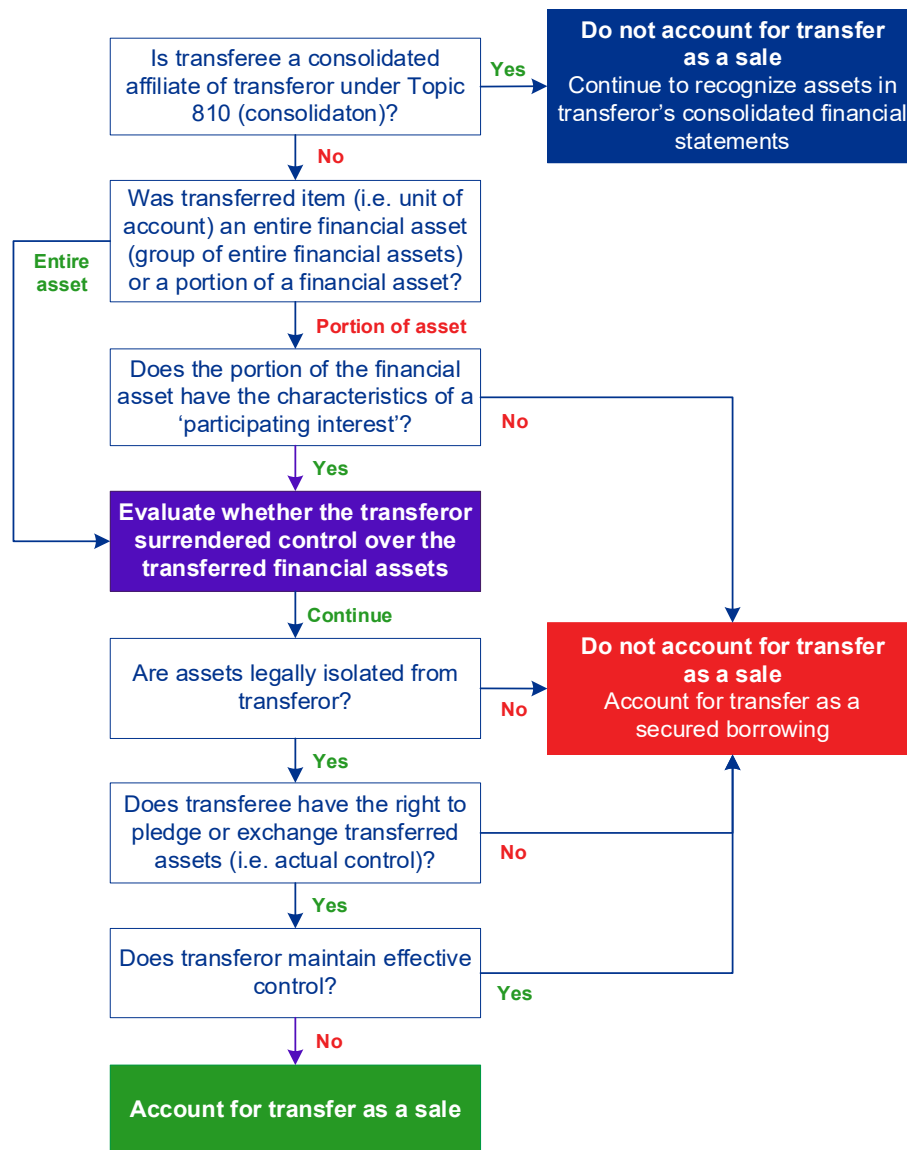 Is transferee a consolidated
affiliate of transferor under Topic
810 (consolidaton)?
Yes
Do not account for transfer
as a sale
Continue to recognize assets in
transferor's consolidated financial
statements
No
Was transferred item (i.e. unit of
account) an entire financial asset
(group of entire financial assets)
or a portion of a financial asset?
Entire
asset
Portion of asset
Does the portion of the financial
asset have the characteristics of a
‘participating interest’?
No
Yes
Evaluate whether the transferor
surrendered control over the
transferred financial assets
Continue
Are assets legally isolated from
transferor?
No
Do not account for transfer
as a sale
Account for transfer as a
secured borrowing
Yes
Does transferee have the right to
pledge or exchange transferred
assets (i.e. actual control)?
No
Yes
Does transferor maintain effective
control?
Yes
No
Account for transfer as a sale